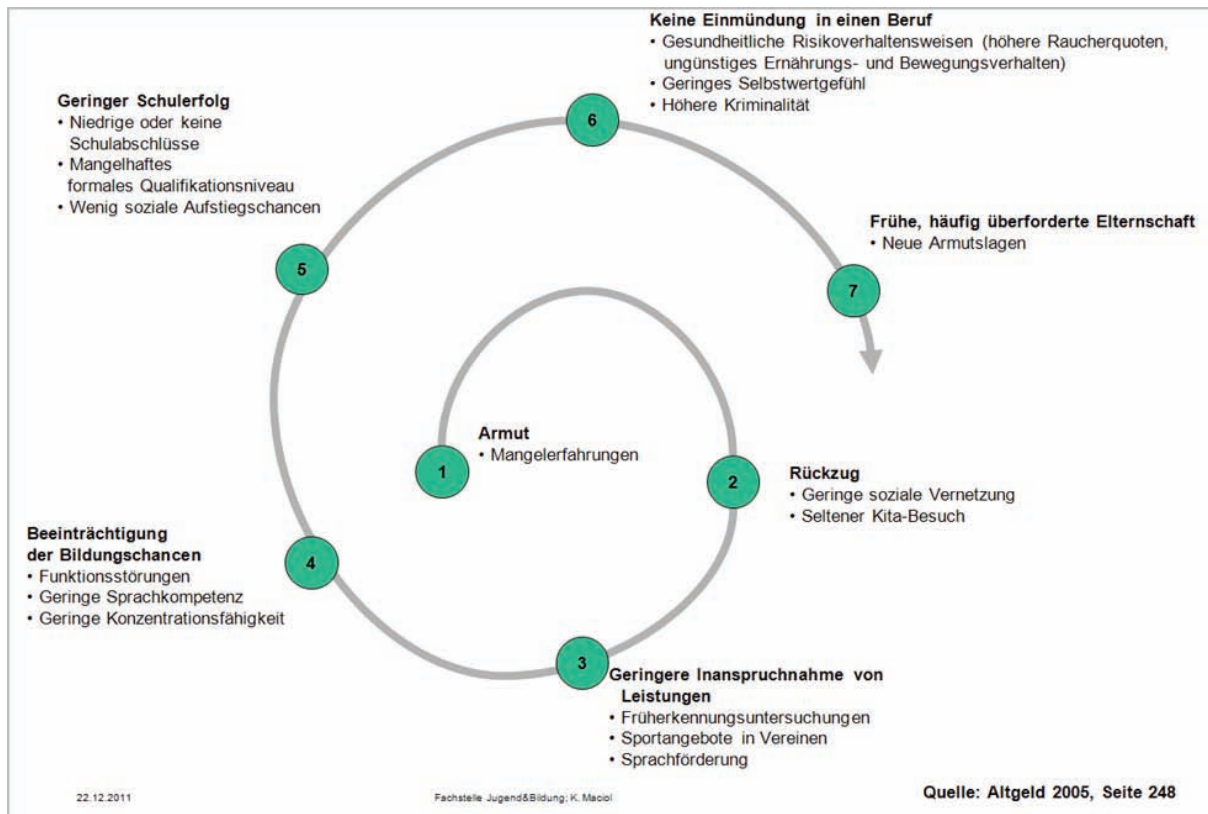 1
Armut
• Mangelerfahrungen
2
Rückzug
• Geringe soziale Vernetzung
• Seltener Kita-Besuch
3
Geringere Inanspruchnahme von
Leistungen
• Früherkennungsuntersuchungen
• Sportangebote in Vereinen
• Sprachförderung
4
Beeinträchtigung
der Bildungschancen
• Funktionsstörungen
• Geringe Sprachkompetenz
• Geringe Konzentrationsfähigkeit
5
Geringer Schulerfolg
• Niedrige oder keine
Schulabschlüsse
• Mangelhaftes
formales Qualifikationsniveau
• Wenig soziale Aufstiegschancen
6
Keine Einmündung in einen Beruf
• Gesundheitliche Risikoverhaltensweisen (höhere Raucherquoten,
ungünstiges Ernährungs- und Bewegungsverhalten)
• Geringes Selbstwertgefühl
• Höhere Kriminalität
7
Frühe, häufig überforderte Elternschaft
• Neue Armutslagen
22.12.2011
Fachstelle Jugend&Bildung; K. Maciol
Quelle: Altgeld 2005, Seite 248